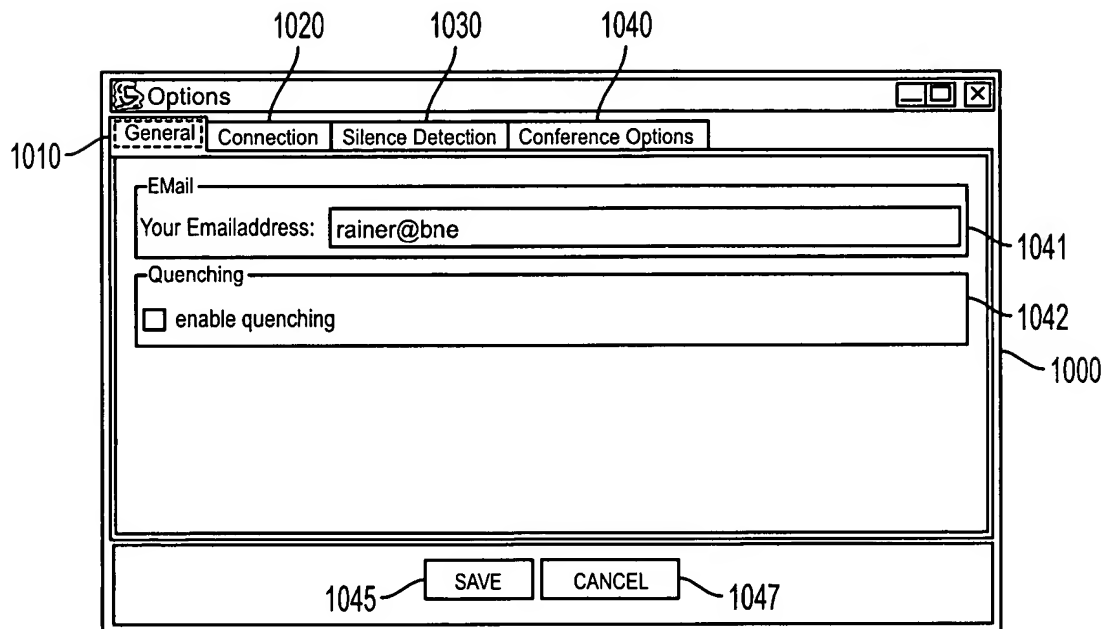 1020 1030 1040
Options
1010 General Connection Silence Detection Conference Options
EMail
Your Emailaddress: rainer@bne 1041
Quenching
enable quenching 1042
1000
1045 SAVE CANCEL 1047